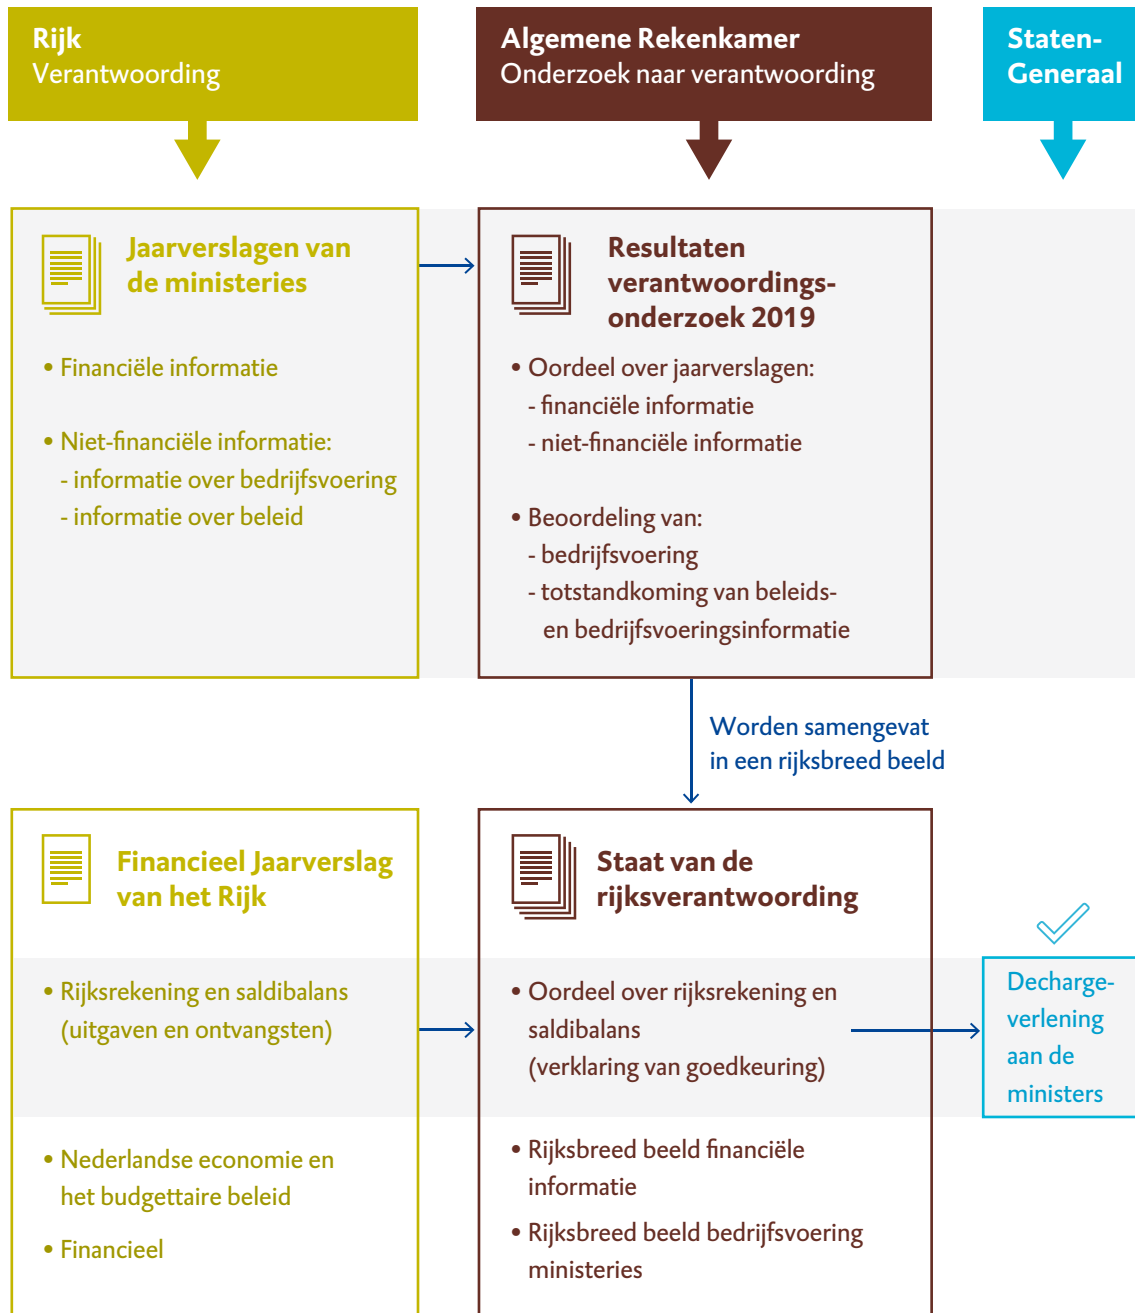 Rijk
Verantwoording
Algemene Rekenkamer
Onderzoek naar verantwoording
Staten-
Generaal
Jaarverslagen van
de ministeries
• Financiële informatie
• Niet-financiële informatie:
- informatie over bedrijfsvoering
- informatie over beleid
Resultaten
verantwoordings-
onderzoek 2019
• Oordeel over jaarverslagen:
- financiële informatie
- niet-financiële informatie
• Beoordeling van:
- bedrijfsvoering
- totstandkoming van beleids-
en bedrijfsvoeringsinformatie
Worden samengevat
in een rijksbreed beeld
Financieel Jaarverslag
van het Rijk
• Rijksrekening en saldibalans
(uitgaven en ontvangsten)
• Nederlandse economie en
het budgettaire beleid
• Financieel
Staat van de
rijksverantwoording
• Oordeel over rijksrekening en
saldibalans
(verklaring van goedkeuring)
• Rijksbreed beeld financiële
informatie
• Rijksbreed beeld bedrijfsvoering
ministeries
Decharge-
verlening
aan de
ministers